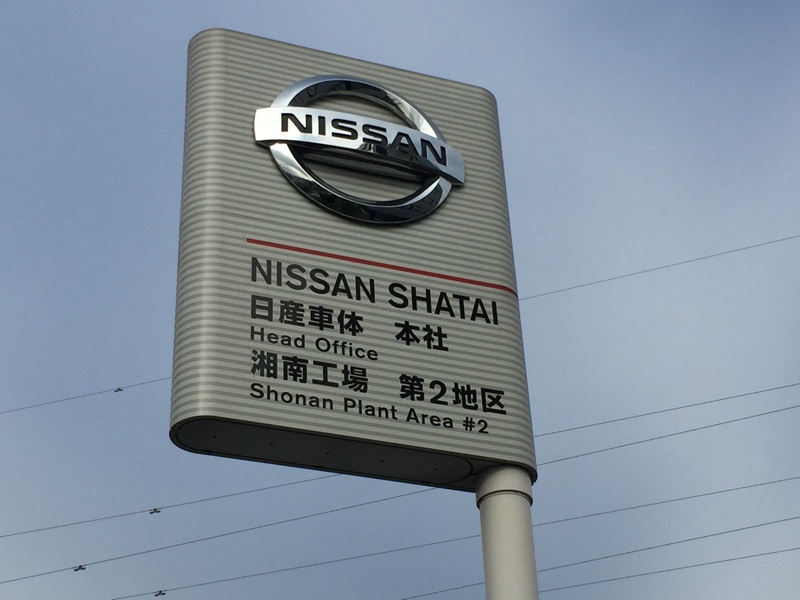 NISSAN
NISSAN SHATAI
日産車体 本社
Head Office
湘南工場 第2地区
Shonan Plant Area #2